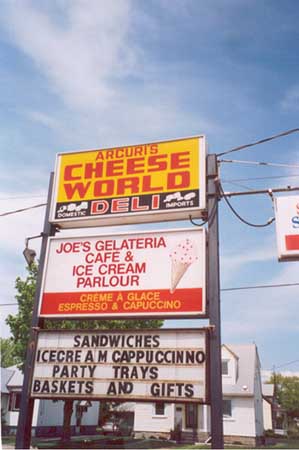 ARCURI'S
CHEESE
WORLD
DOMESTIC DELI IMPORTS
JOE'S GELATERIA
CAFE &
ICE CREAM
PARLOUR
CRÈME À GLACE
ESPRESSO & CAPUCCINO
SANDWICHES
ICECREAM CAPPUCCINNO
PARTY TRAYS
BASKETS AND GIFTS